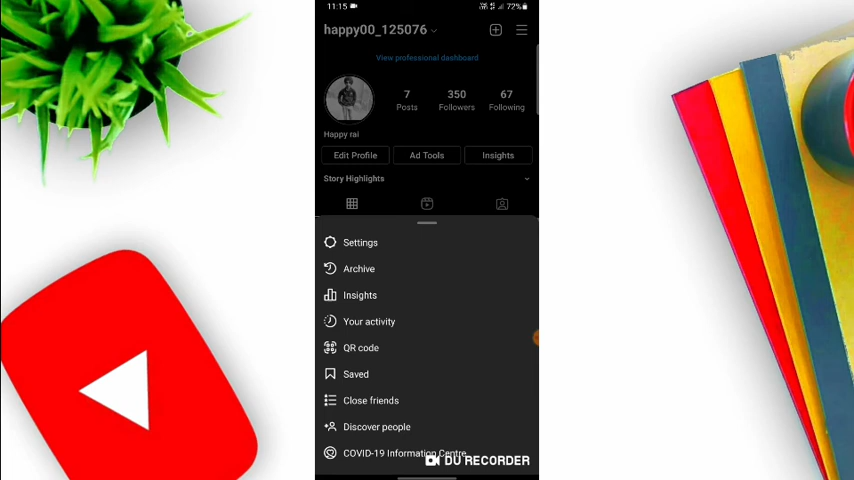 11:15 72%
happy00_125076
View professional dashboard
7 350 67
Posts Followers Following
Happy rai
Edit Profile Ad Tools Insights
Story Highlights
Settings
Archive
Insights
Your activity
QR code
Saved
Close friends
Discover people
COVID-19 Information Centre
DU RECORDER